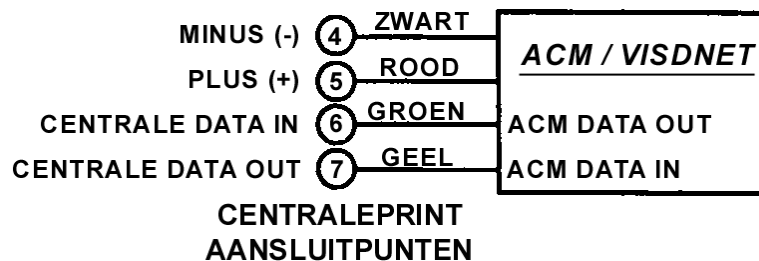 MINUS (-) 4 ZWART
ACM / VISDNET
PLUS (+) 5 ROOD
CENTRALE DATA IN 6 GROEN ACM DATA OUT
CENTRALE DATA OUT 7 GEEL ACM DATA IN
CENTRALEPRINT
AANSLUITPUNTEN